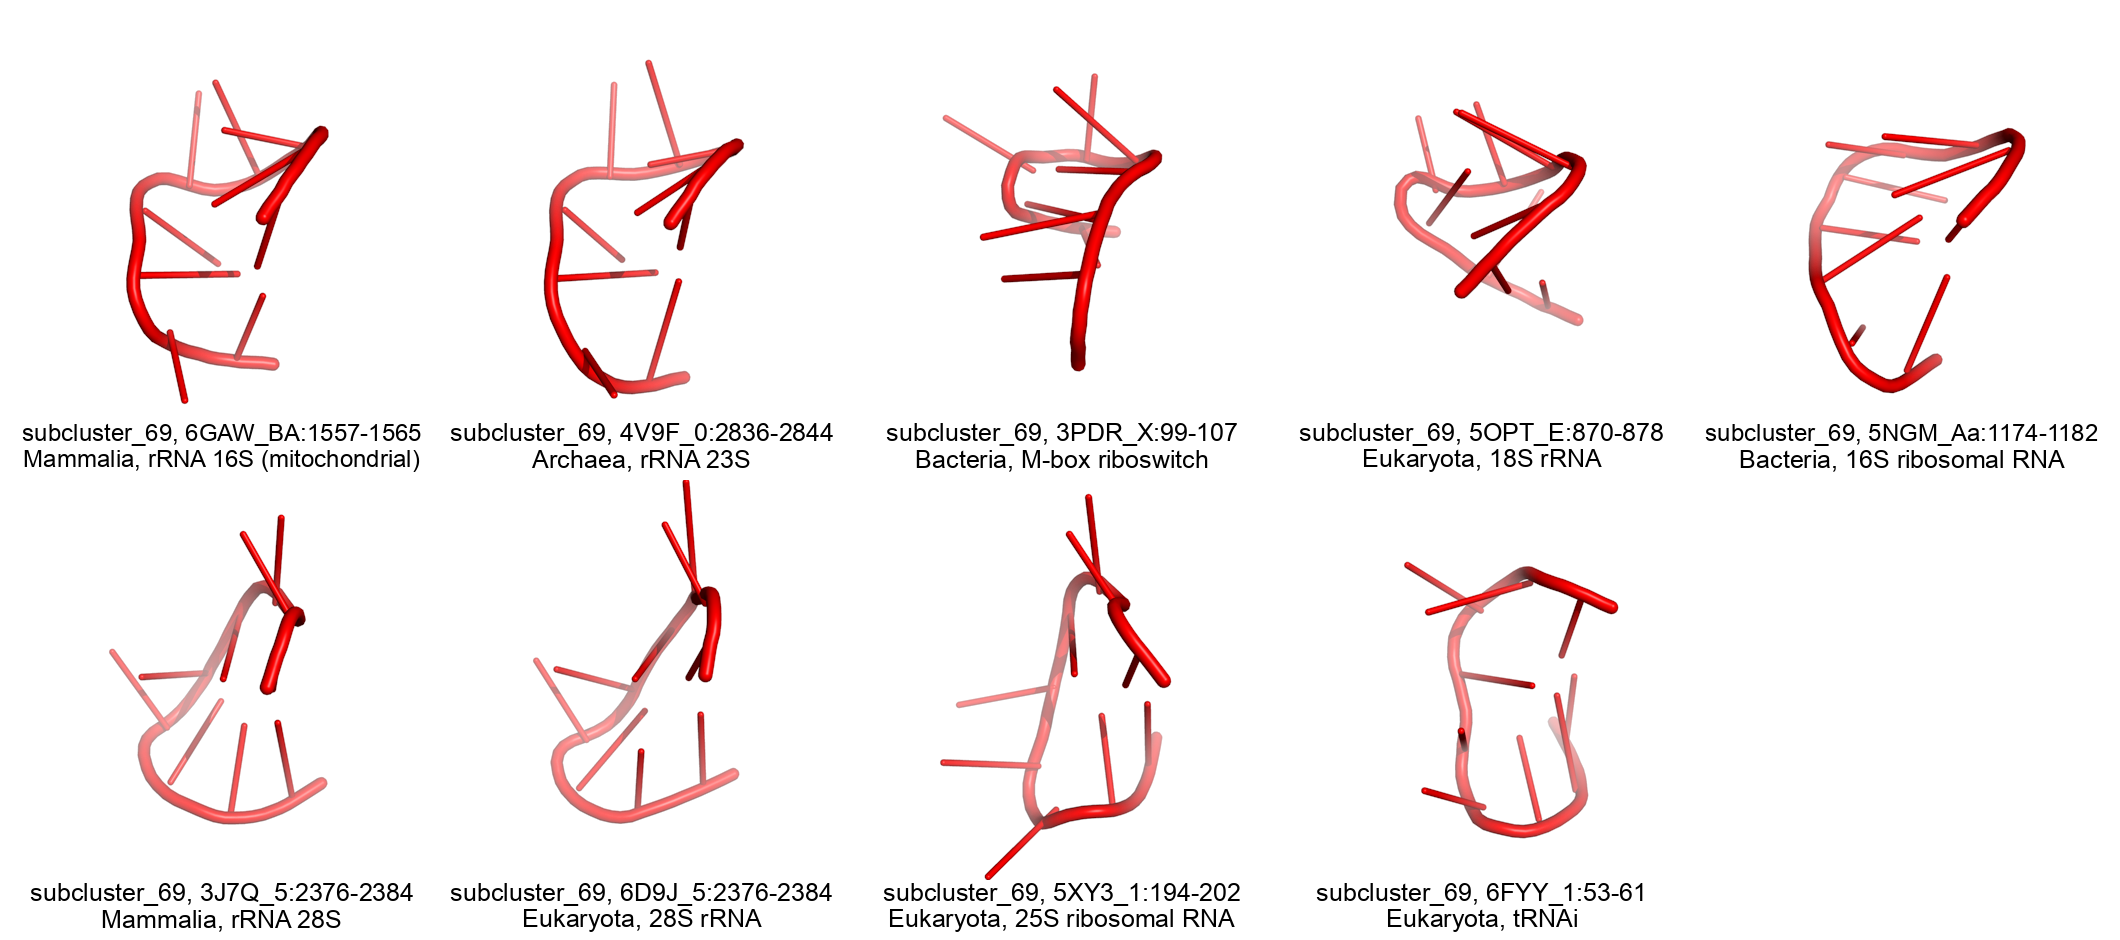 subcluster_69, 6GAW_BA:1557-1565
Mammalia, rRNA 16S (mitochondrial)
subcluster_69, 4V9F_0:2836-2844
Archaea, rRNA 23S
subcluster_69, 3PDR_X:99-107
Bacteria, M-box riboswitch
subcluster_69, 5OPT_E:870-878
Eukaryota, 18S rRNA
subcluster_69, 5NGM_Aa:1174-1182
Bacteria, 16S ribosomal RNA
subcluster_69, 3J7Q_5:2376-2384
Mammalia, rRNA 28S
subcluster_69, 6D9J_5:2376-2384
Eukaryota, 28S rRNA
subcluster_69, 5XY3_1:194-202
Eukaryota, 25S ribosomal RNA
subcluster_69, 6FYY_1:53-61
Eukaryota, tRNAi